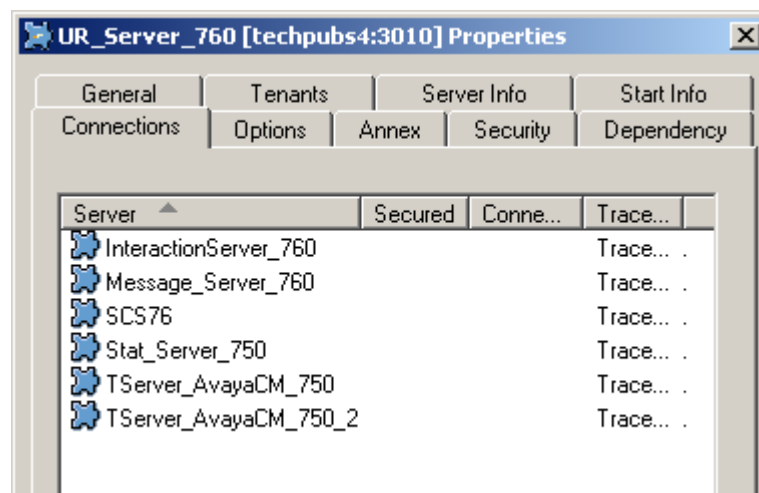 UR_Server_760 [techpubs4:3010] Properties
General Tenants Server Info Start Info
Connections Options Annex Security Dependency
Server Secured Conne... Trace...
InteractionServer_760 Trace... .
Message_Server_760 Trace... .
SCS76 Trace... .
Stat_Server_750 Trace... .
TServer_AvayaCM_750 Trace... .
TServer_AvayaCM_750_2 Trace... .